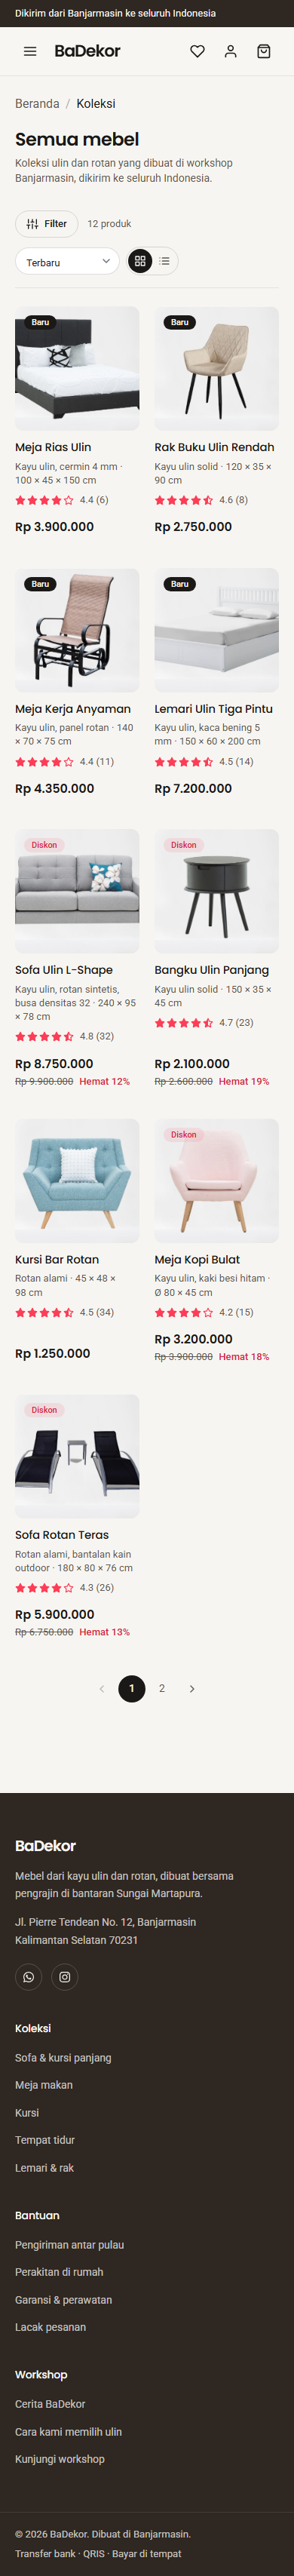 Dikirim dari Banjarmasin ke seluruh Indonesia
BaDekor
Beranda / Koleksi
Semua mebel
Koleksi ulin dan rotan yang dibuat di workshop
Banjarmasin, dikirim ke seluruh Indonesia.
Filter 12 produk
Terbaru
Baru
Meja Rias Ulin
Kayu ulin, cermin 4 mm ·
100 × 45 × 150 cm
4.4 (6)
Rp 3.900.000
Baru
Rak Buku Ulin Rendah
Kayu ulin solid · 120 × 35 ×
90 cm
4.6 (8)
Rp 2.750.000
Baru
Meja Kerja Anyaman
Kayu ulin, panel rotan · 140
× 70 × 75 cm
4.4 (11)
Rp 4.350.000
Lemari Ulin Tiga Pintu
Kayu ulin, kaca bening 5
mm · 150 × 60 × 200 cm
4.5 (14)
Rp 7.200.000
Diskon
Sofa Ulin L-Shape
Kayu ulin, rotan sintetis,
busa densitas 32 · 240 × 95
× 78 cm
4.8 (32)
Rp 8.750.000
Rp 9.900.000 Hemat 12%
Diskon
Bangku Ulin Panjang
Kayu ulin solid · 150 × 35 ×
45 cm
4.7 (23)
Rp 2.100.000
Rp 2.600.000 Hemat 19%
Kursi Bar Rotan
Rotan alami · 45 × 48 ×
98 cm
4.5 (34)
Rp 1.250.000
Diskon
Meja Kopi Bulat
Kayu ulin, kaki besi hitam ·
Ø 80 × 45 cm
4.2 (15)
Rp 3.200.000
Rp 3.900.000 Hemat 18%
Diskon
Sofa Rotan Teras
Rotan alami, bantalan kain
outdoor · 180 × 80 × 76 cm
4.3 (26)
Rp 5.900.000
Rp 6.750.000 Hemat 13%
1 2
BaDekor
Mebel dari kayu ulin dan rotan, dibuat bersama
pengrajin di bantaran Sungai Martapura.
Jl. Pierre Tendean No. 12, Banjarmasin
Kalimantan Selatan 70231
Koleksi
Sofa & kursi panjang
Meja makan
Kursi
Tempat tidur
Lemari & rak
Bantuan
Pengiriman antar pulau
Perakitan di rumah
Garansi & perawatan
Lacak pesanan
Workshop
Cerita BaDekor
Cara kami memilih ulin
Kunjungi workshop
© 2026 BaDekor. Dibuat di Banjarmasin.
Transfer bank · QRIS · Bayar di tempat